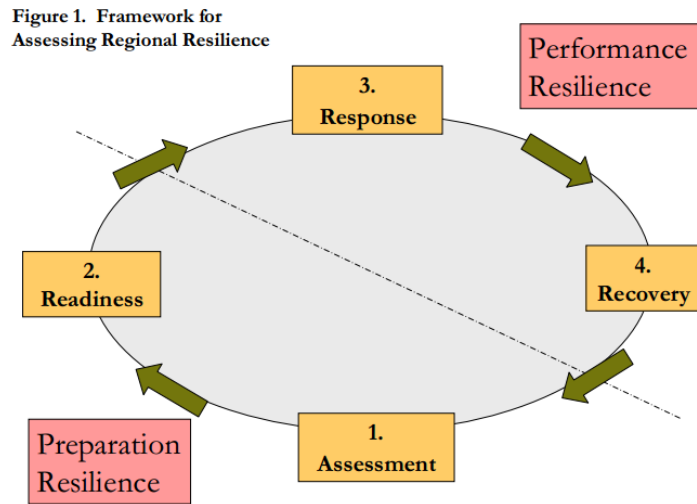 Figure 1.  Framework for
Assessing Regional Resilience
Performance
Resilience
3.
Response
2.
Readiness
4.
Recovery
Preparation
Resilience
1.
Assessment